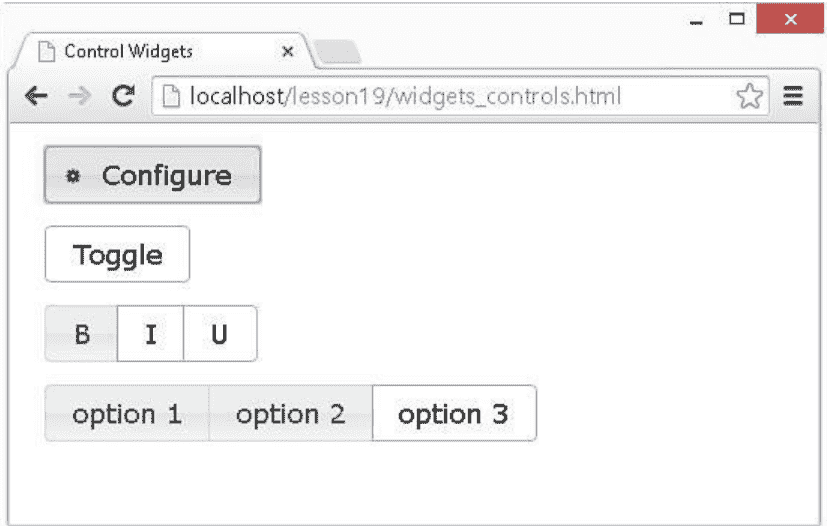 Control Widgets
localhost/lesson19/widgets_controls.html
Configure
Toggle
B I U
option 1 option 2 option 3